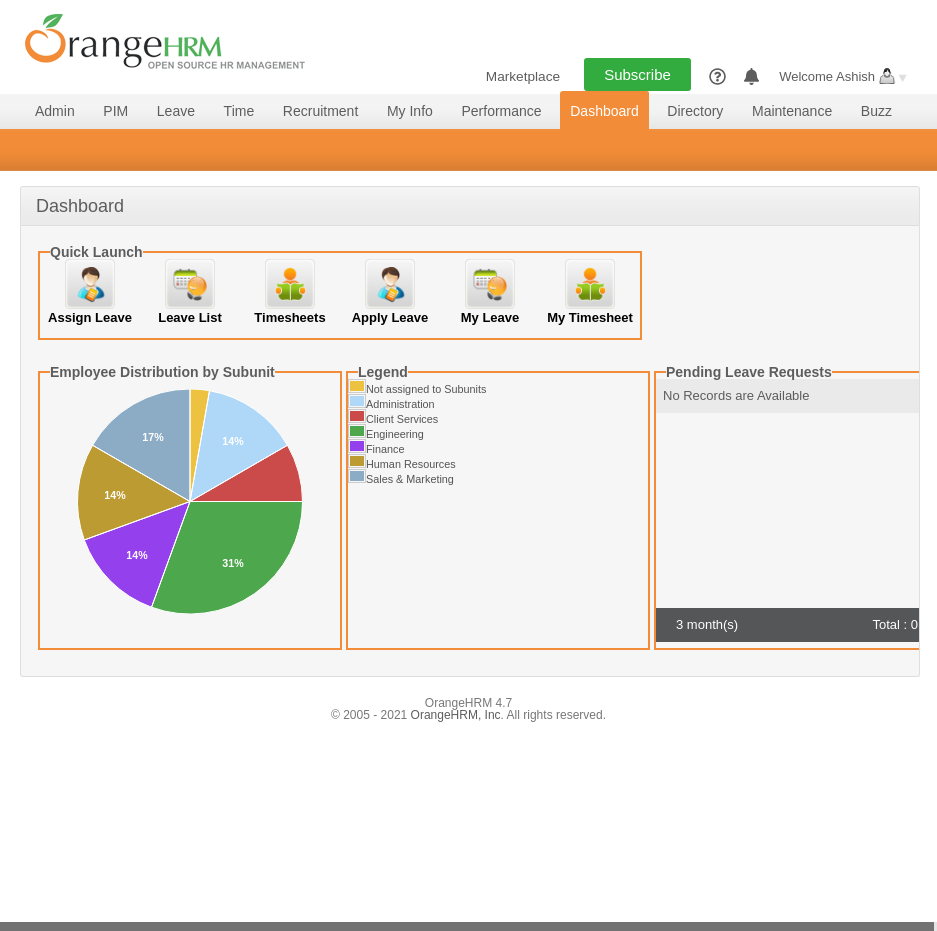 OrangeHRM
OPEN SOURCE HR MANAGEMENT
Marketplace Subscribe Welcome Ashish
Admin PIM Leave Time Recruitment My Info Performance Dashboard Directory Maintenance Buzz
Dashboard
Quick Launch
Assign Leave Leave List Timesheets Apply Leave My Leave My Timesheet
Employee Distribution by Subunit
17%
14%
14%
14%
31%
Legend
Not assigned to Subunits
Administration
Client Services
Engineering
Finance
Human Resources
Sales & Marketing
Pending Leave Requests
No Records are Available
3 month(s) Total : 0
OrangeHRM 4.7
© 2005 - 2021 OrangeHRM, Inc. All rights reserved.